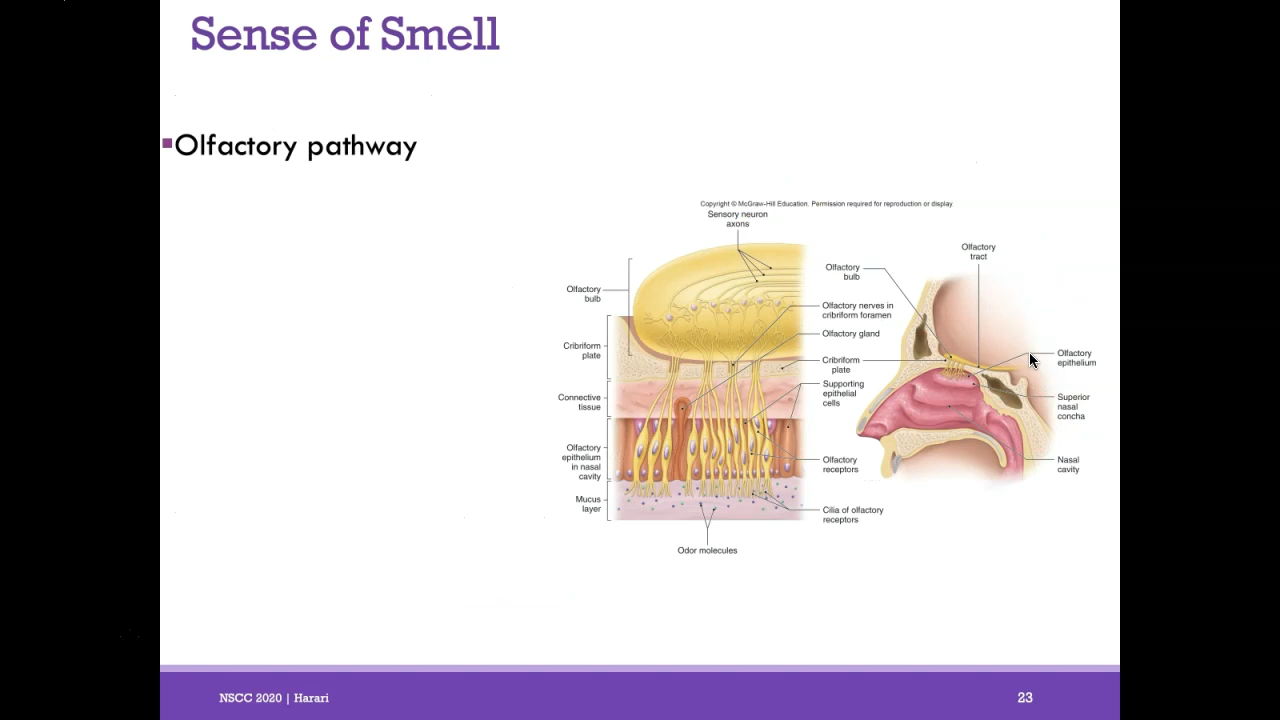 Sense of Smell
Olfactory pathway
Copyright © McGraw-Hill Education. Permission required for reproduction or display.
Sensory neuron
axons
Olfactory
bulb
Cribriform
plate
Connective
tissue
Olfactory
epithelium
in nasal
cavity
Mucus
layer
Odor molecules
Olfactory
bulb
Olfactory nerves in
cribriform foramen
Olfactory gland
Cribriform
plate
Supporting
epithelial
cells
Olfactory
receptors
Cilia of olfactory
receptors
Olfactory
tract
Olfactory
epithelium
Superior
nasal
concha
Nasal
cavity
NSCC 2020 | Harari
23